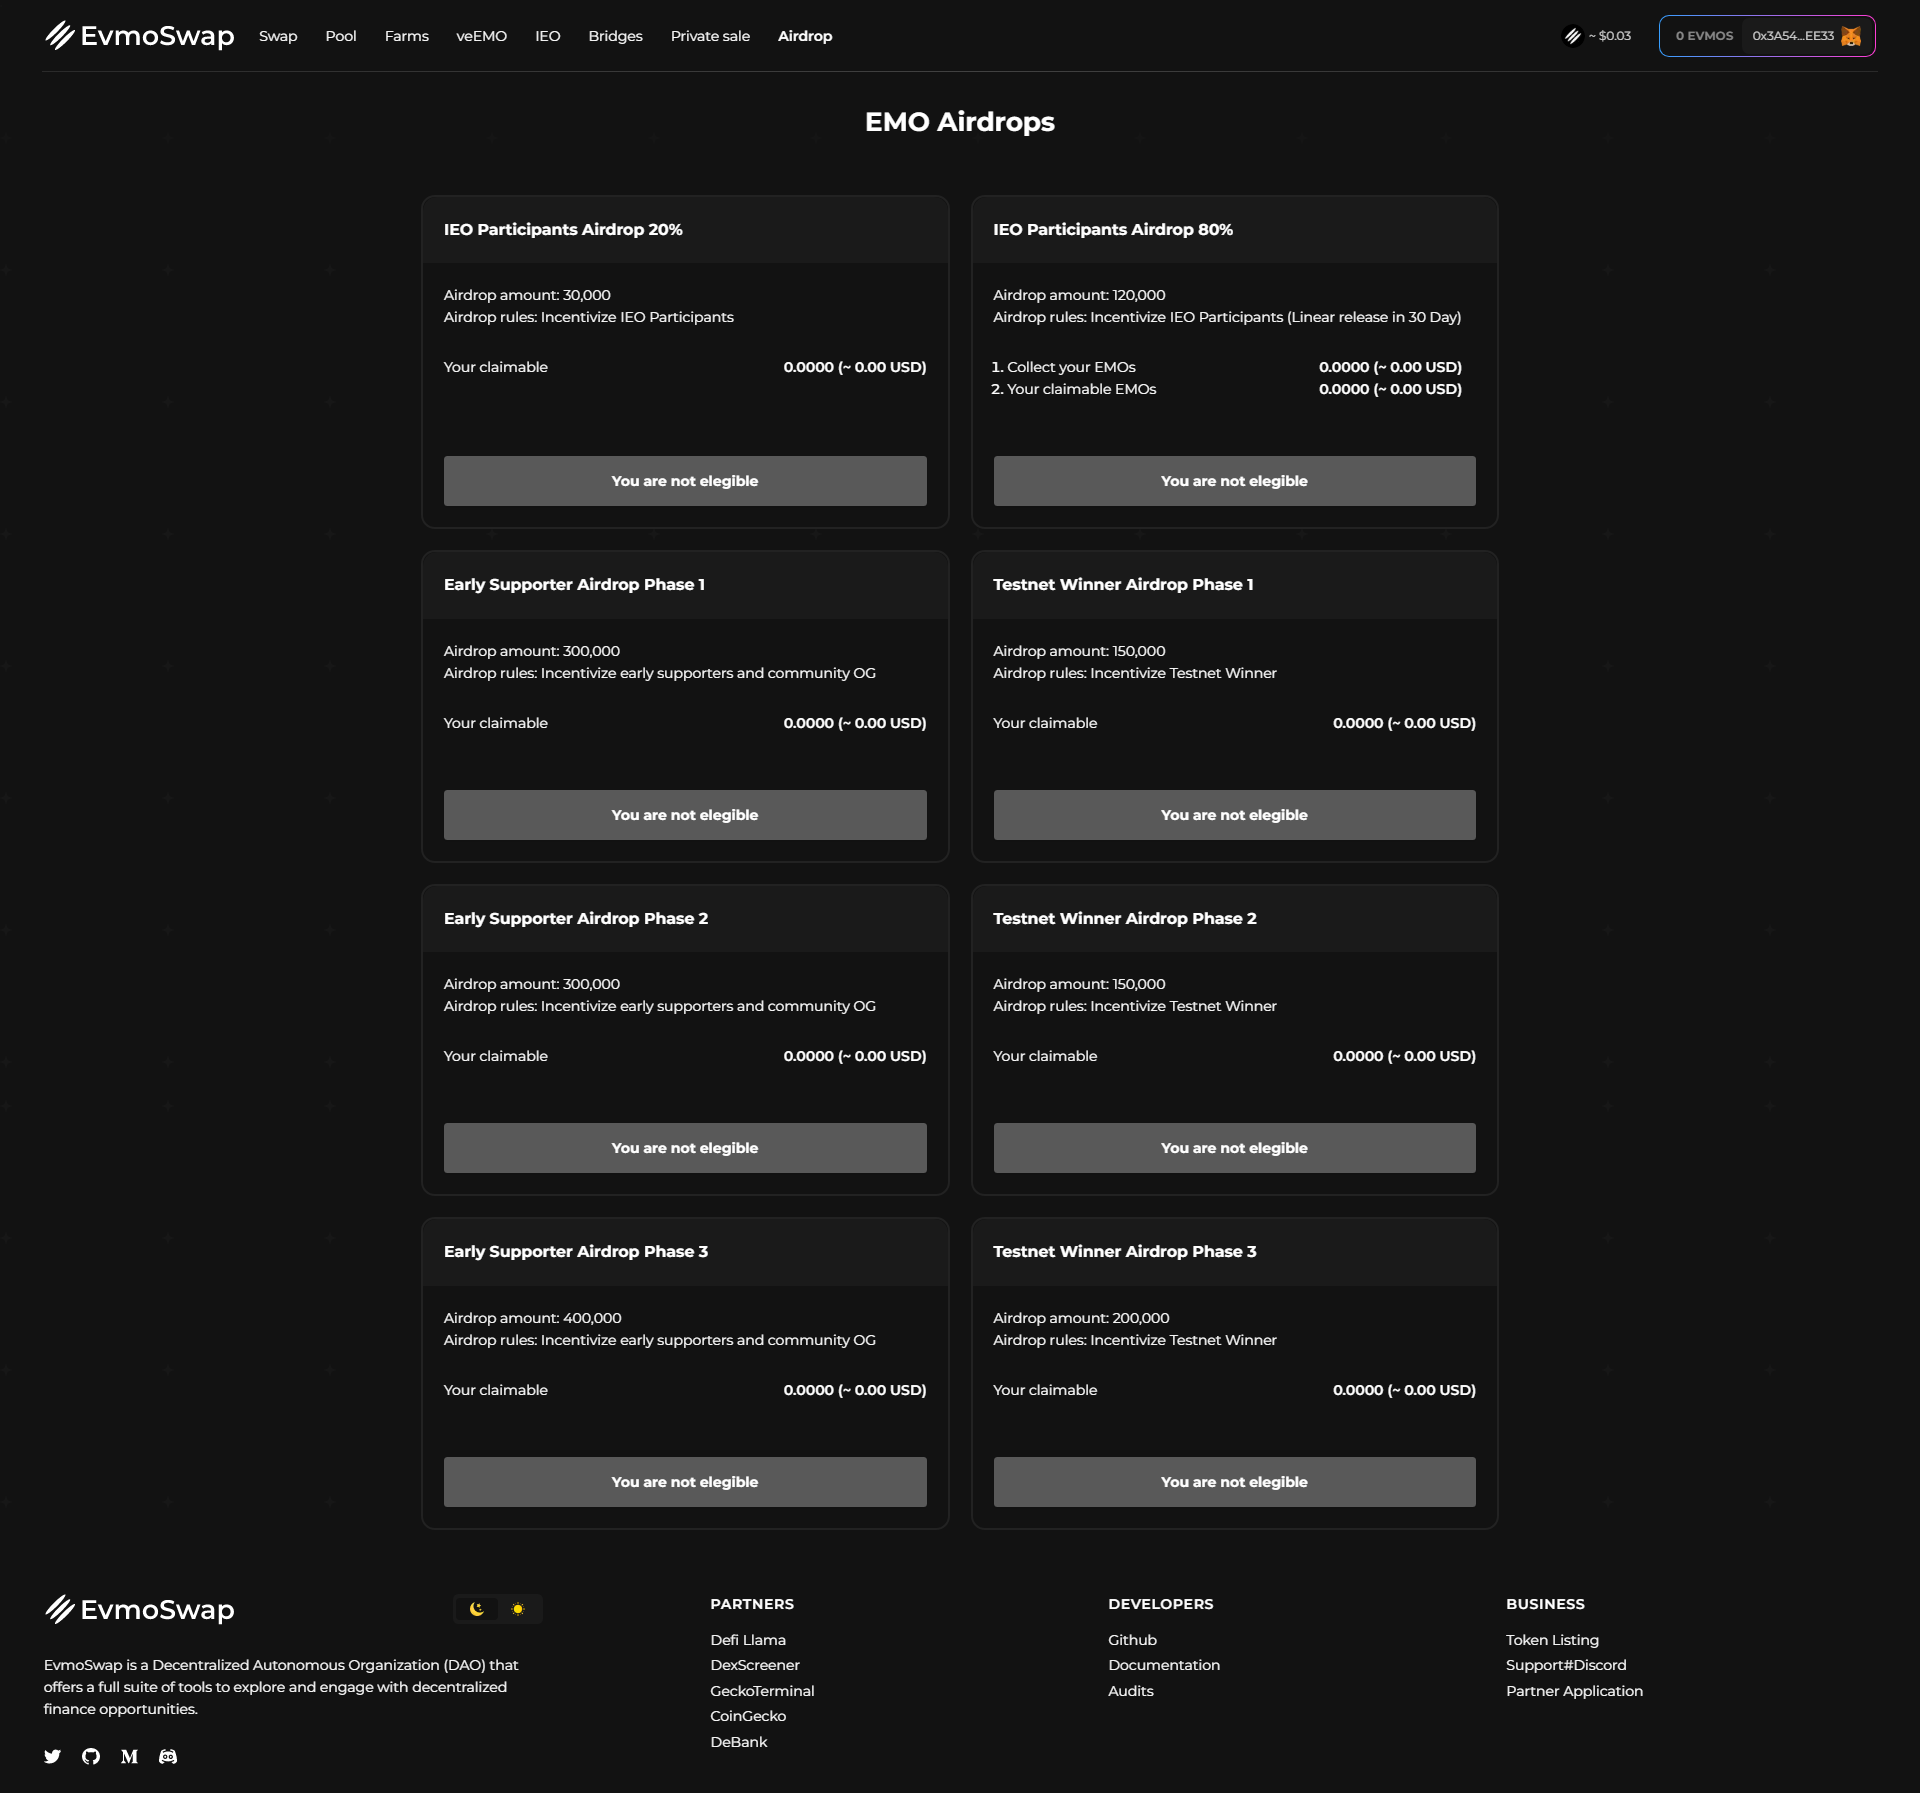 EvmoSwap Swap Pool Farms veEMO IEO Bridges Private sale Airdrop ~ $0.03 0 EVMOS 0x3A54...EE33
EMO Airdrops
IEO Participants Airdrop 20%
Airdrop amount: 30,000
Airdrop rules: Incentivize IEO Participants
Your claimable 0.0000 (~ 0.00 USD)
You are not elegible
IEO Participants Airdrop 80%
Airdrop amount: 120,000
Airdrop rules: Incentivize IEO Participants (Linear release in 30 Day)
1. Collect your EMOs 0.0000 (~ 0.00 USD)
2. Your claimable EMOs 0.0000 (~ 0.00 USD)
You are not elegible
Early Supporter Airdrop Phase 1
Airdrop amount: 300,000
Airdrop rules: Incentivize early supporters and community OG
Your claimable 0.0000 (~ 0.00 USD)
You are not elegible
Testnet Winner Airdrop Phase 1
Airdrop amount: 150,000
Airdrop rules: Incentivize Testnet Winner
Your claimable 0.0000 (~ 0.00 USD)
You are not elegible
Early Supporter Airdrop Phase 2
Airdrop amount: 300,000
Airdrop rules: Incentivize early supporters and community OG
Your claimable 0.0000 (~ 0.00 USD)
You are not elegible
Testnet Winner Airdrop Phase 2
Airdrop amount: 150,000
Airdrop rules: Incentivize Testnet Winner
Your claimable 0.0000 (~ 0.00 USD)
You are not elegible
Early Supporter Airdrop Phase 3
Airdrop amount: 400,000
Airdrop rules: Incentivize early supporters and community OG
Your claimable 0.0000 (~ 0.00 USD)
You are not elegible
Testnet Winner Airdrop Phase 3
Airdrop amount: 200,000
Airdrop rules: Incentivize Testnet Winner
Your claimable 0.0000 (~ 0.00 USD)
You are not elegible
EvmoSwap
EvmoSwap is a Decentralized Autonomous Organization (DAO) that
offers a full suite of tools to explore and engage with decentralized
finance opportunities.
PARTNERS
Defi Llama
DexScreener
GeckoTerminal
CoinGecko
DeBank
DEVELOPERS
Github
Documentation
Audits
BUSINESS
Token Listing
Support#Discord
Partner Application